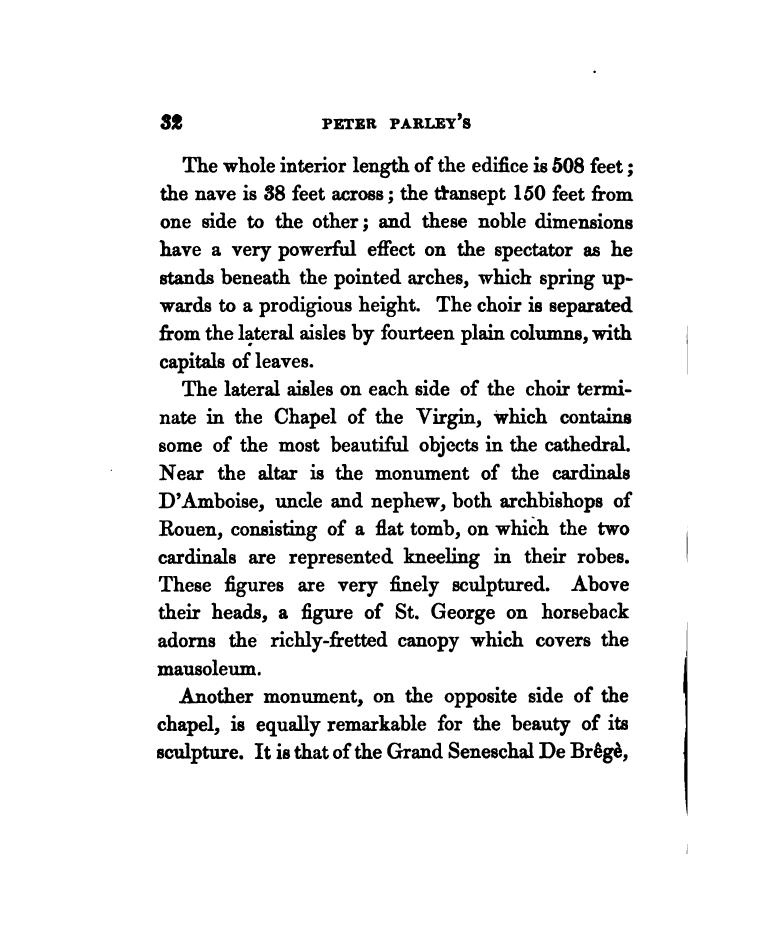 32 PETER PARLEY'S
The whole interior length of the edifice is 508 feet;
the nave is 38 feet across; the transept 150 feet from
one side to the other; and these noble dimensions
have a very powerful effect on the spectator as he
stands beneath the pointed arches, which spring up-
wards to a prodigious height. The choir is separated
from the lateral aisles by fourteen plain columns, with
capitals of leaves.
The lateral aisles on each side of the choir termi-
nate in the Chapel of the Virgin, which contains
some of the most beautiful objects in the cathedral.
Near the altar is the monument of the cardinals
D'Amboise, uncle and nephew, both archbishops of
Rouen, consisting of a flat tomb, on which the two
cardinals are represented kneeling in their robes.
These figures are very finely sculptured. Above
their heads, a figure of St. George on horseback
adorns the richly-fretted canopy which covers the
mausoleum.
Another monument, on the opposite side of the
chapel, is equally remarkable for the beauty of its
sculpture. It is that of the Grand Seneschal De Brêgè,